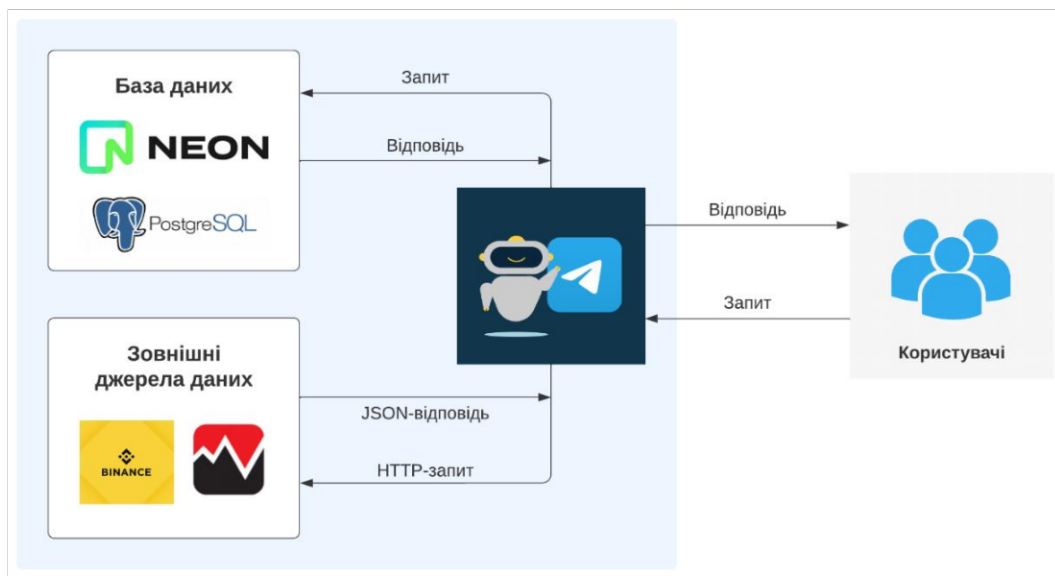 База даних
NEON
PostgreSQL
Запит
Відповідь
Відповідь
Запит
Користувачі
Зовнішні
джерела даних
BINANCE
JSON-відповідь
HTTP-запит